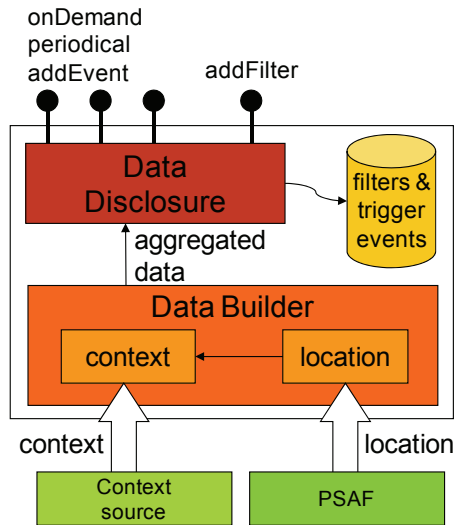 onDemand
periodical
addEvent
addFilter
Data
Disclosure
filters &
trigger
events
aggregated
data
Data Builder
context
location
context
location
Context
source
PSAF